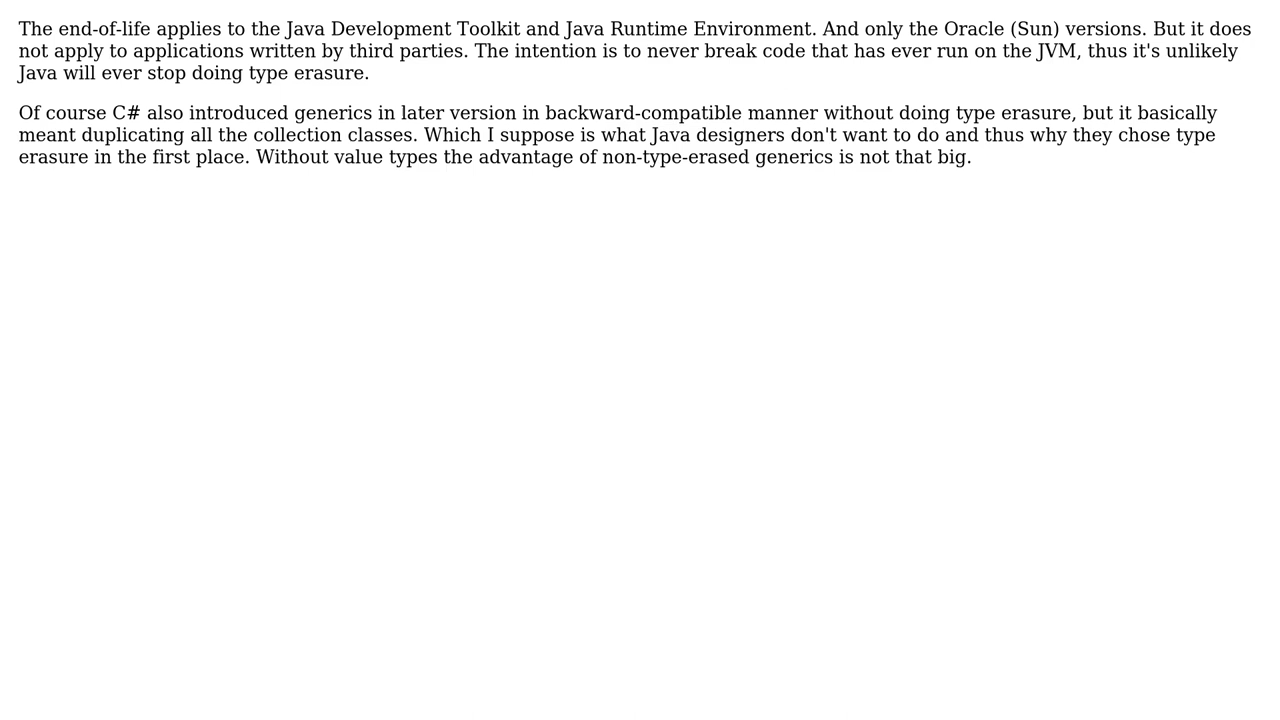 The end-of-life applies to the Java Development Toolkit and Java Runtime Environment. And only the Oracle (Sun) versions. But it does
not apply to applications written by third parties. The intention is to never break code that has ever run on the JVM, thus it's unlikely
Java will ever stop doing type erasure.
Of course C# also introduced generics in later version in backward-compatible manner without doing type erasure, but it basically
meant duplicating all the collection classes. Which I suppose is what Java designers don't want to do and thus why they chose type
erasure in the first place. Without value types the advantage of non-type-erased generics is not that big.